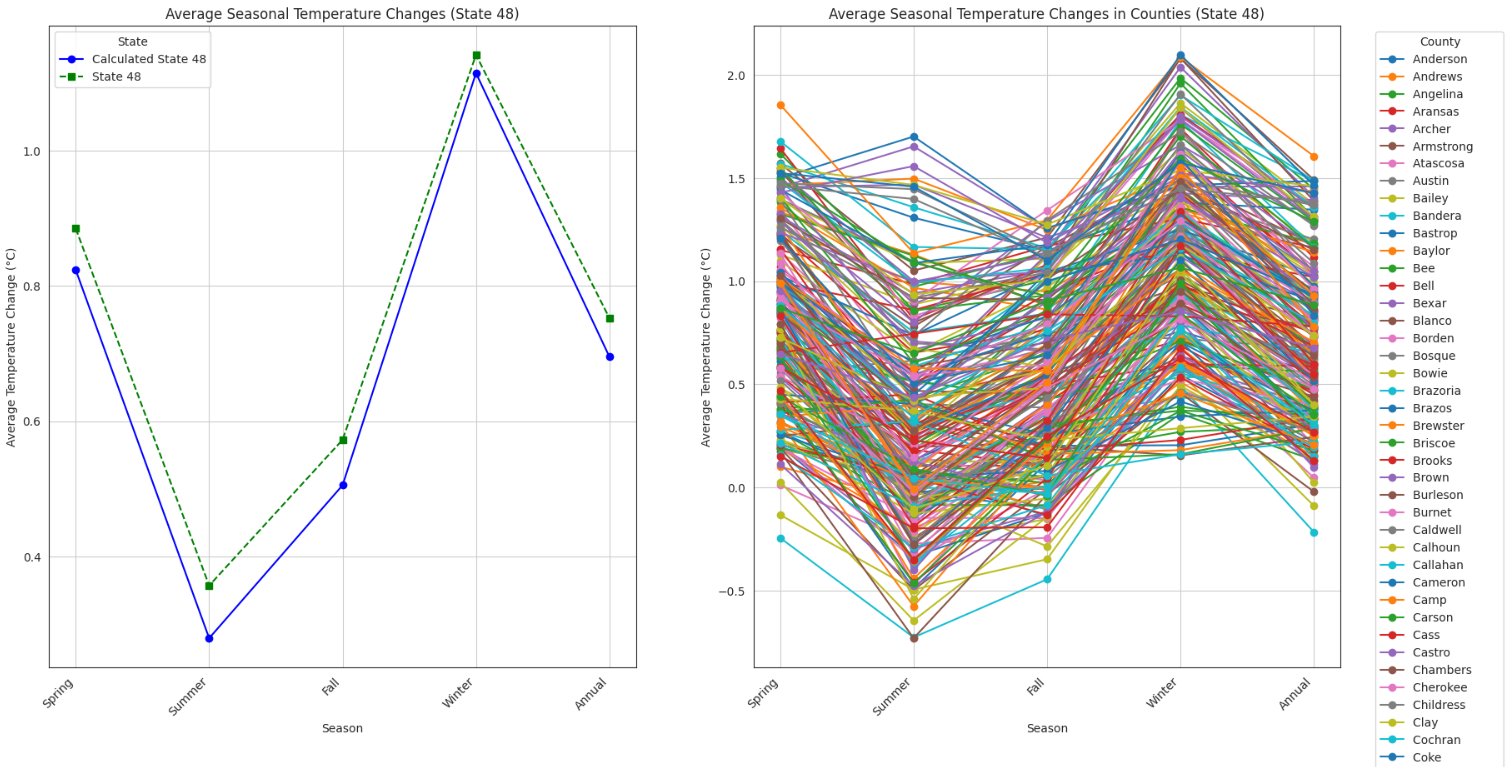 Average Seasonal Temperature Changes (State 48)
State
Calculated State 48
State 48
1.0
0.8
0.6
0.4
Average Temperature Change (°C)
Spring
Summer
Fall
Winter
Annual
Season
Average Seasonal Temperature Changes in Counties (State 48)
2.0
1.5
1.0
0.5
0.0
−0.5
Average Temperature Change (°C)
Spring
Summer
Fall
Winter
Annual
Season
County
Anderson
Andrews
Angelina
Aransas
Archer
Armstrong
Atascosa
Austin
Bailey
Bandera
Bastrop
Baylor
Bee
Bell
Bexar
Blanco
Borden
Bosque
Bowie
Brazoria
Brazos
Brewster
Briscoe
Brooks
Brown
Burleson
Burnet
Caldwell
Calhoun
Callahan
Cameron
Camp
Carson
Cass
Castro
Chambers
Cherokee
Childress
Clay
Cochran
Coke